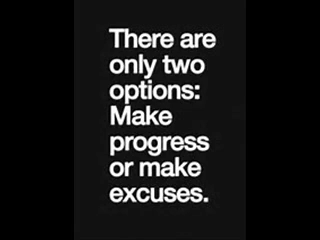 There are
only two
options:
Make
progress
or make
excuses.